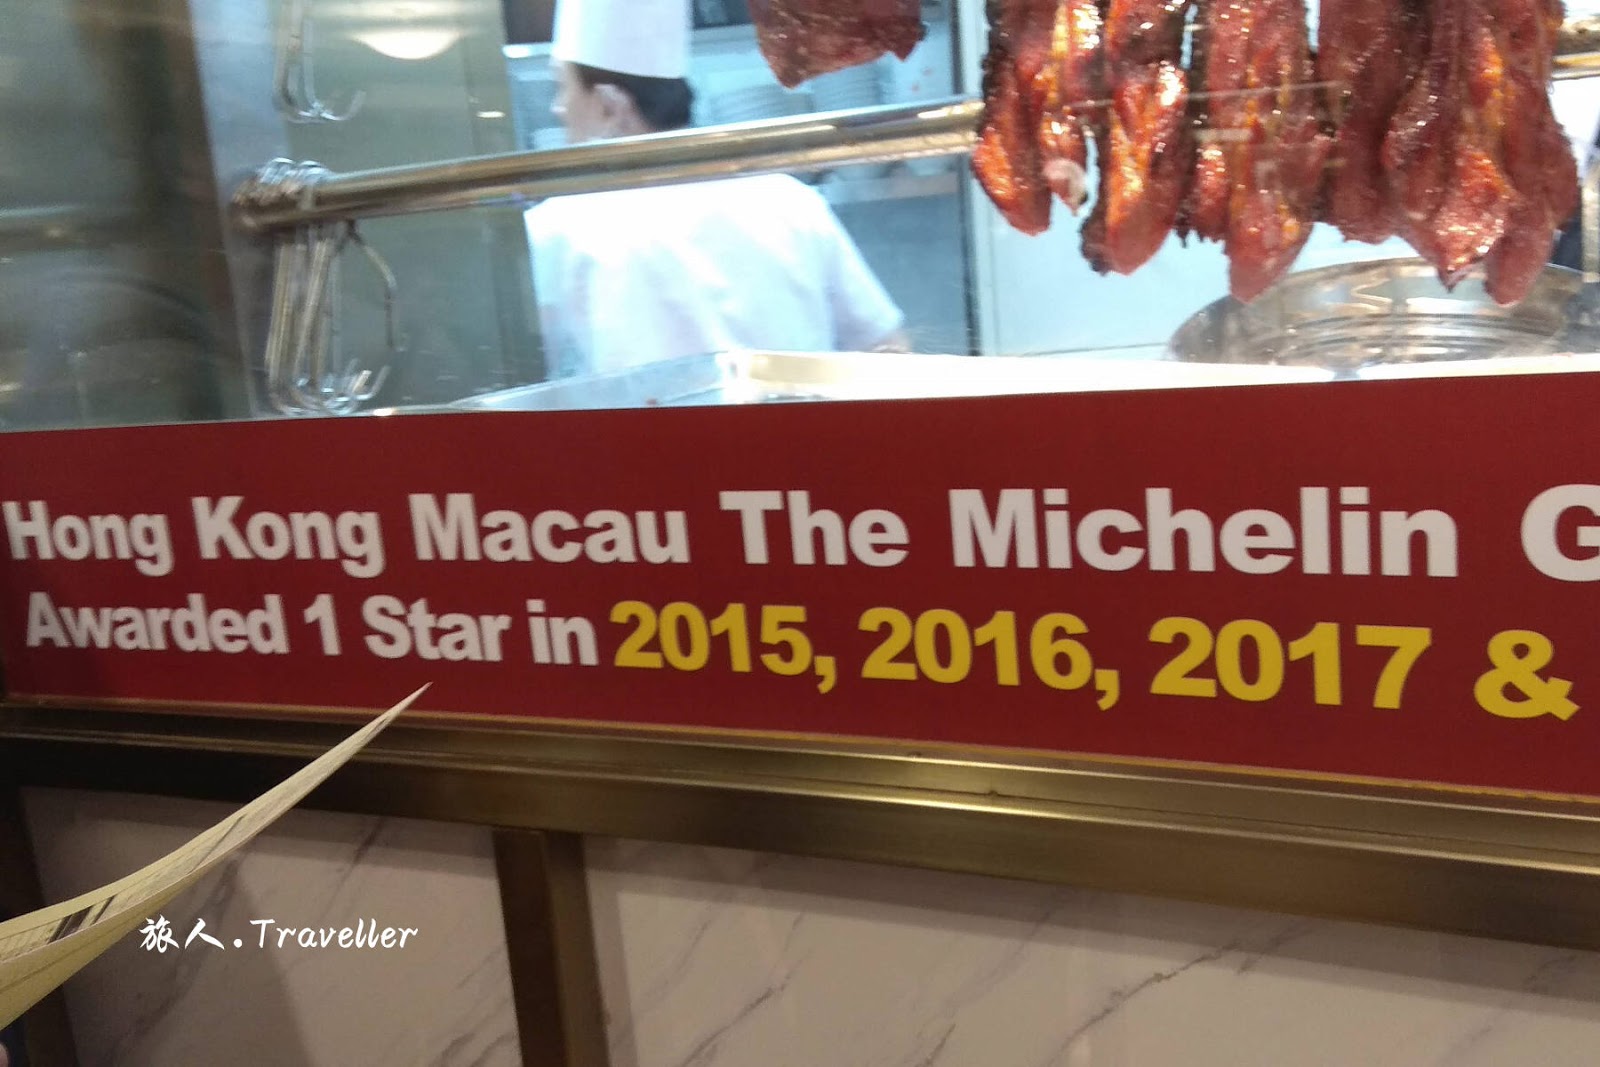 Hong Kong Macau The Michelin G
Awarded 1 Star in 2015, 2016, 2017 &
旅人.Traveller